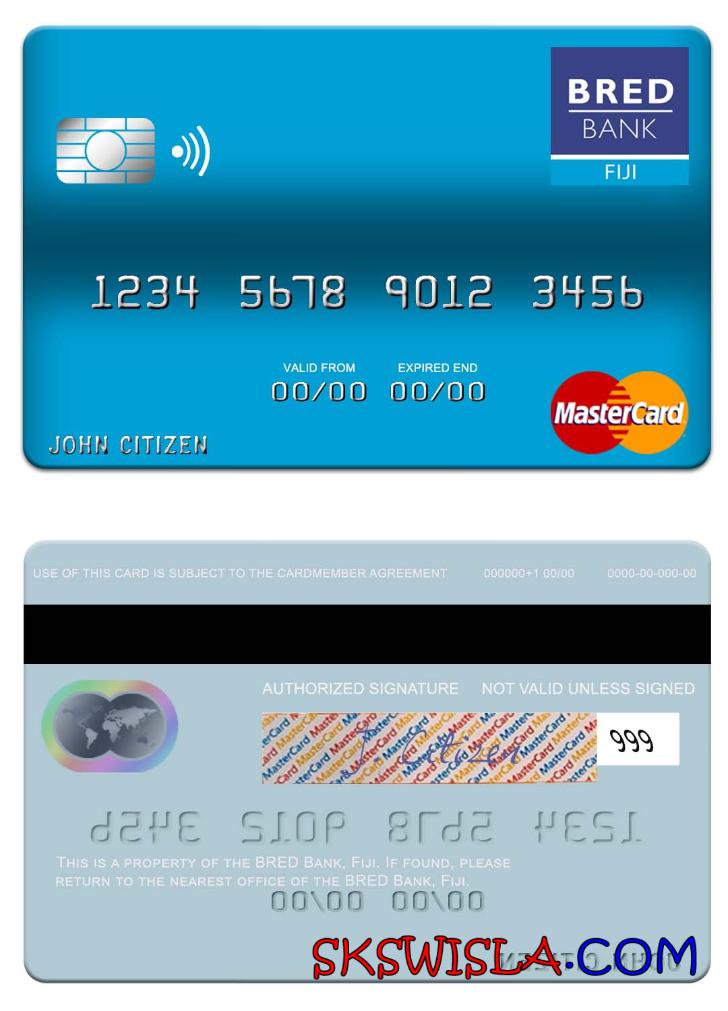 BRED
BANK
FIJI
1234 5678 9012 3456
VALID FROM EXPIRED END
00/00 00/00
MasterCard
JOHN CITIZEN
USE OF THIS CARD IS SUBJECT TO THE CARDMEMBER AGREEMENT 000000+1 00/00 0000-00-000-00
AUTHORIZED SIGNATURE NOT VALID UNLESS SIGNED
J. Citizen 999
THIS IS A PROPERTY OF THE BRED BANK, FIJI. IF FOUND, PLEASE
RETURN TO THE NEAREST OFFICE OF THE BRED BANK, FIJI.
00\00 00\00
SKSWISLA.COM